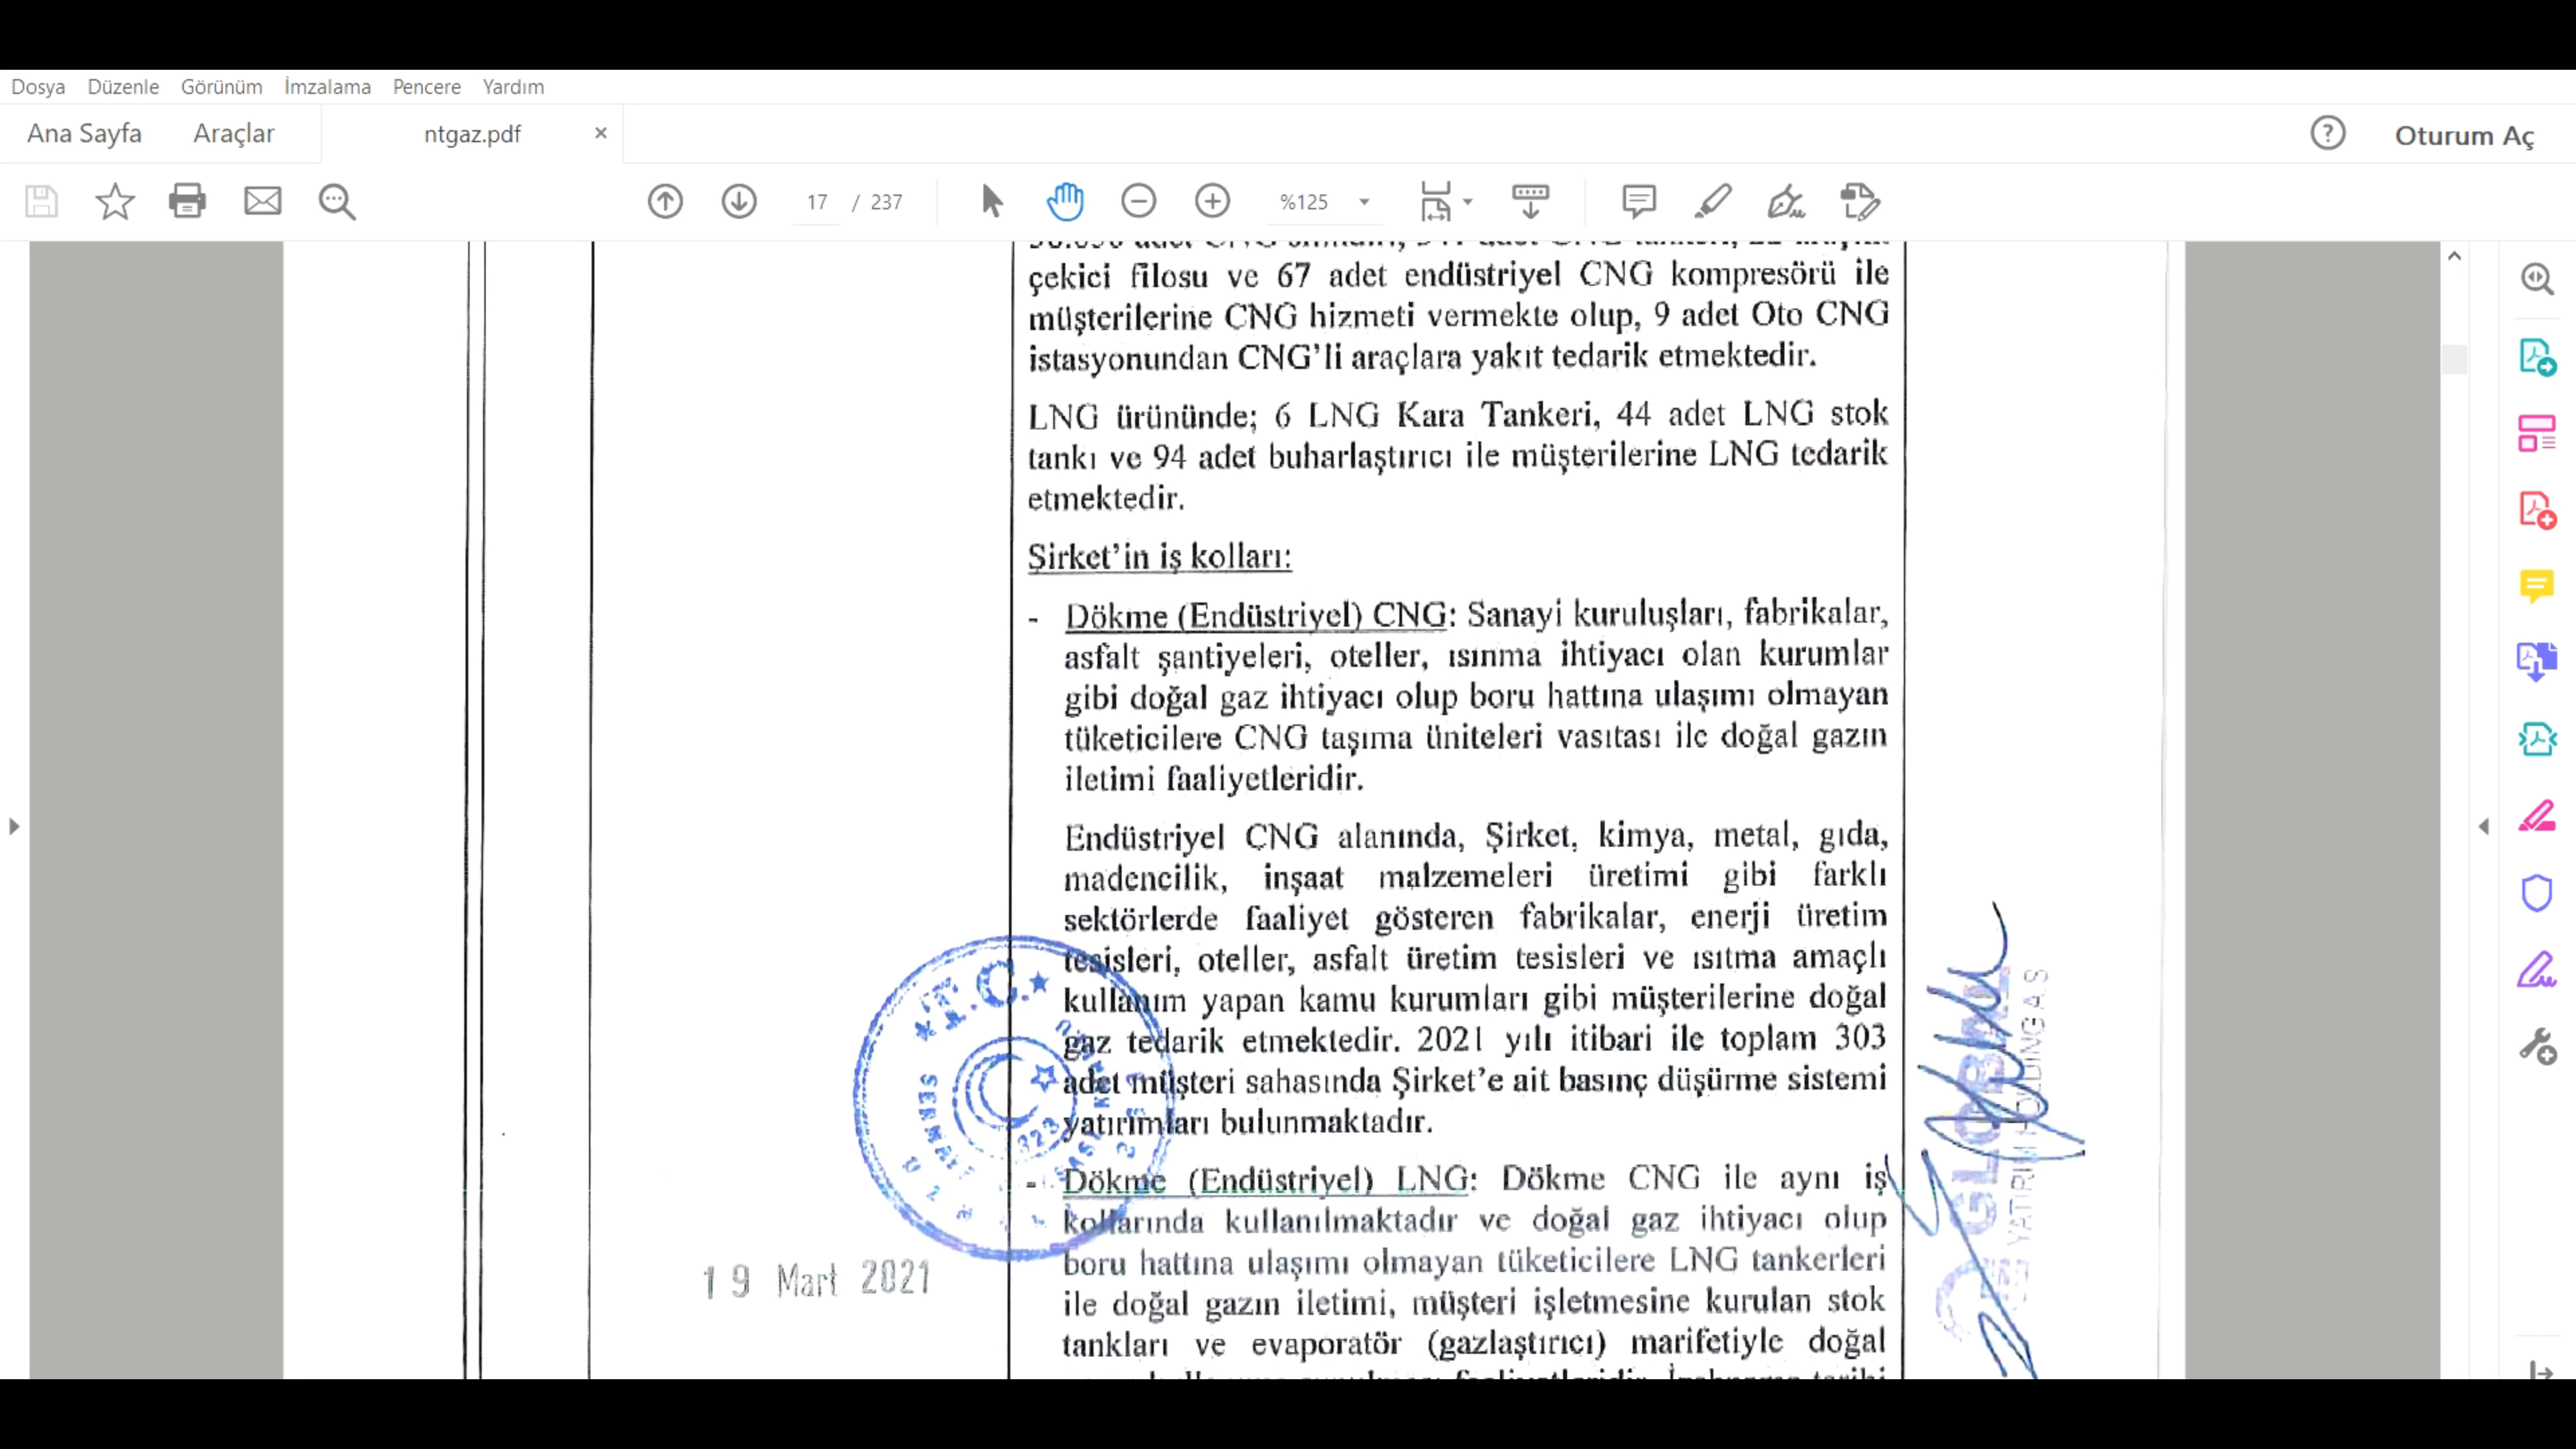 Dosya Düzenle Görünüm İmzalama Pencere Yardım
Ana Sayfa Araçlar ntgaz.pdf × ? Oturum Aç
17 / 237 %125
çekici filosu ve 67 adet endüstriyel CNG kompresörü ile
müşterilerine CNG hizmeti vermekte olup, 9 adet Oto CNG
istasyonundan CNG'li araçlara yakıt tedarik etmektedir.
LNG ürününde; 6 LNG Kara Tankeri, 44 adet LNG stok
tankı ve 94 adet buharlaştırıcı ile müşterilerine LNG tedarik
etmektedir.
Şirket'in iş kolları:
- Dökme (Endüstriyel) CNG: Sanayi kuruluşları, fabrikalar,
asfalt şantiyeleri, oteller, ısınma ihtiyacı olan kurumlar
gibi doğal gaz ihtiyacı olup boru hattına ulaşımı olmayan
tüketicilere CNG taşıma üniteleri vasıtası ile doğal gazın
iletimi faaliyetleridir.
Endüstriyel CNG alanında, Şirket, kimya, metal, gıda,
madencilik, inşaat malzemeleri üretimi gibi farklı
sektörlerde faaliyet gösteren fabrikalar, enerji üretim
tesisleri, oteller, asfalt üretim tesisleri ve ısıtma amaçlı
kullanım yapan kamu kurumları gibi müşterilerine doğal
gaz tedarik etmektedir. 2021 yılı itibari ile toplam 303
adet müşteri sahasında Şirket'e ait basınç düşürme sistemi
yatırımları bulunmaktadır.
- Dökme (Endüstriyel) LNG: Dökme CNG ile aynı iş
kollarında kullanılmaktadır ve doğal gaz ihtiyacı olup
boru hattına ulaşımı olmayan tüketicilere LNG tankerleri
ile doğal gazın iletimi, müşteri işletmesine kurulan stok
tankları ve evaporatör (gazlaştırıcı) marifetiyle doğal
T.C.
323
19 Mart 2021
GLOBAL
YATIRIM HOLDING A.S